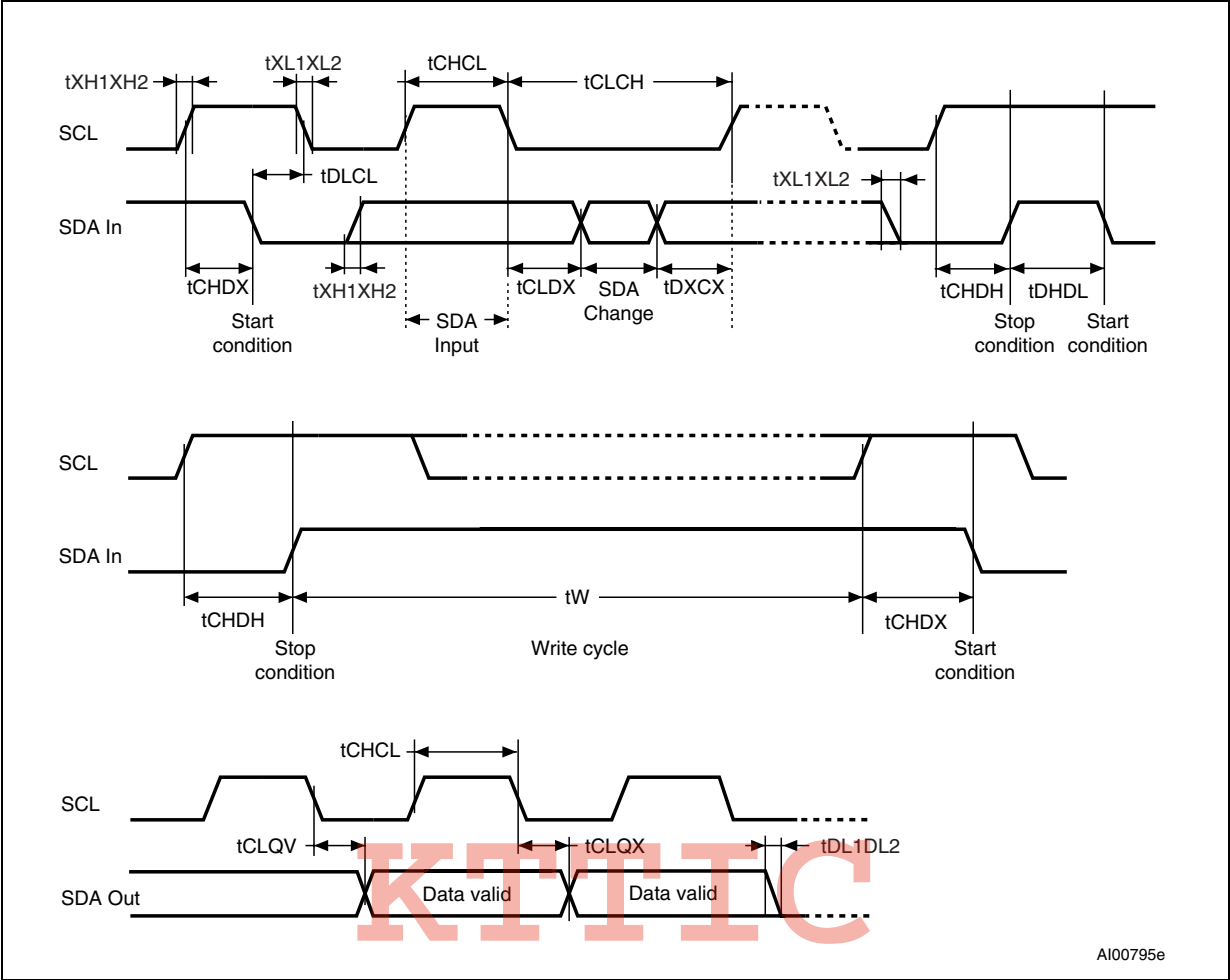 tXH1XH2
tXL1XL2
tCHCL
tCLCH
SCL
tDLCL
tXL1XL2
SDA In
tCHDX
tXH1XH2
tCLDX
SDA
Change
tDXCX
tCHDH
tDHDL
Start
condition
SDA
Input
Stop
condition
Start
condition
SCL
SDA In
tCHDH
tW
tCHDX
Stop
condition
Write cycle
Start
condition
tCHCL
SCL
tCLQV
tCLQX
tDL1DL2
SDA Out
Data valid
Data valid
KTTIC
AI00795e